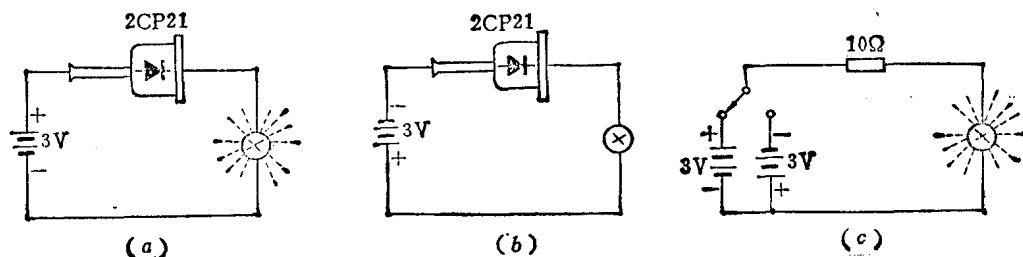 2CP21
+
3V
−
(a)
2CP21
−
3V
+
(b)
10Ω
+
−
3V
3V
−
+
(c)